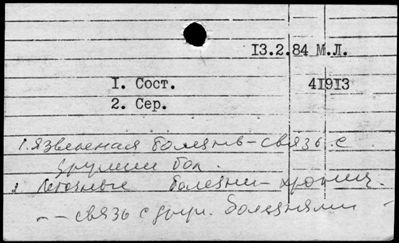 13.2.84 М.Л.
1. Сост. 41913
2. Сер.
1. Язвенная болезнь – связь с
другими бол.
2 Легочные болезни – хронич.
– – связь с друг. болезнями –